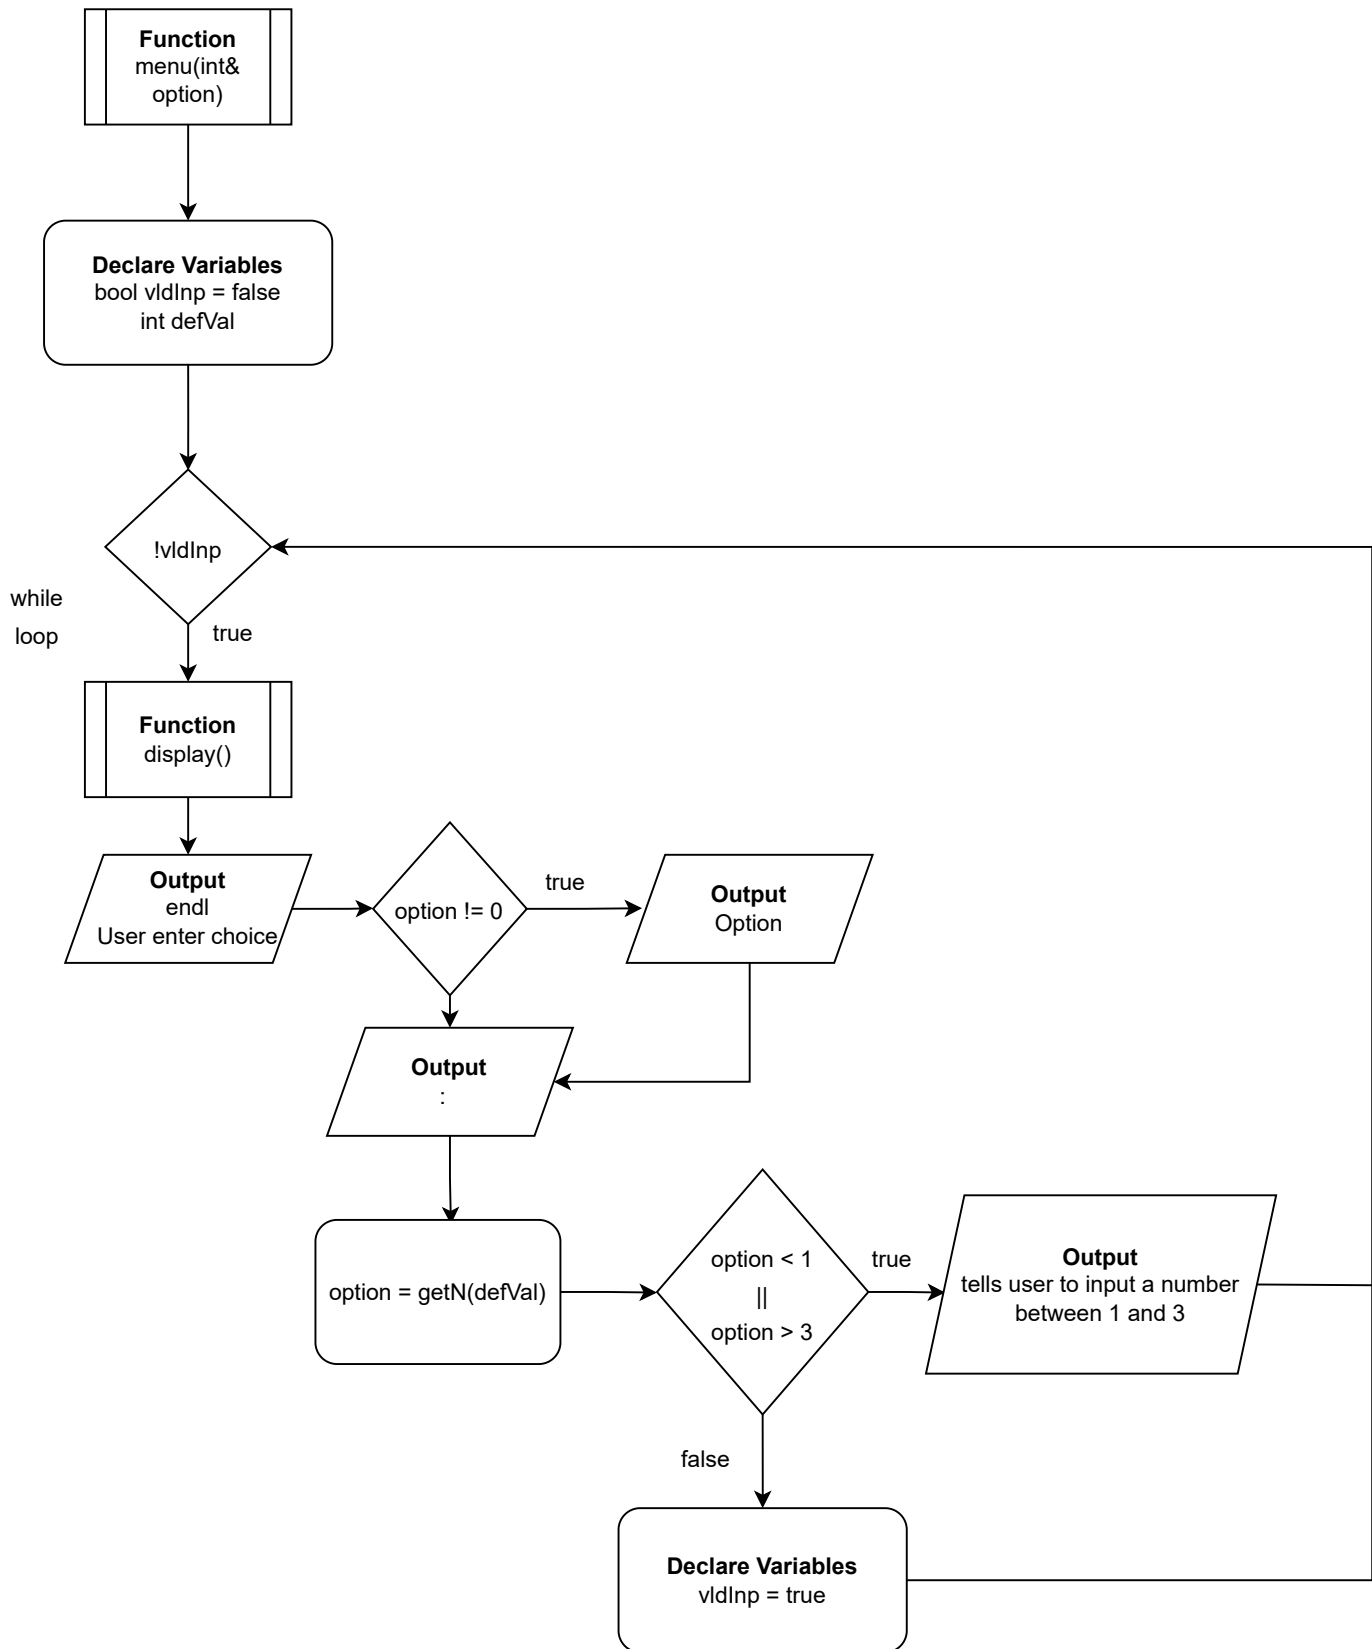 Function
menu(int&
option)
Declare Variables
bool vldInp = false
int defVal
!vldInp
while
loop
true
Function
display()
Output
endl
User enter choice
option != 0
true
Output
Option
Output
:
option = getN(defVal)
option < 1
||
option > 3
true
Output
tells user to input a number
between 1 and 3
false
Declare Variables
vldInp = true